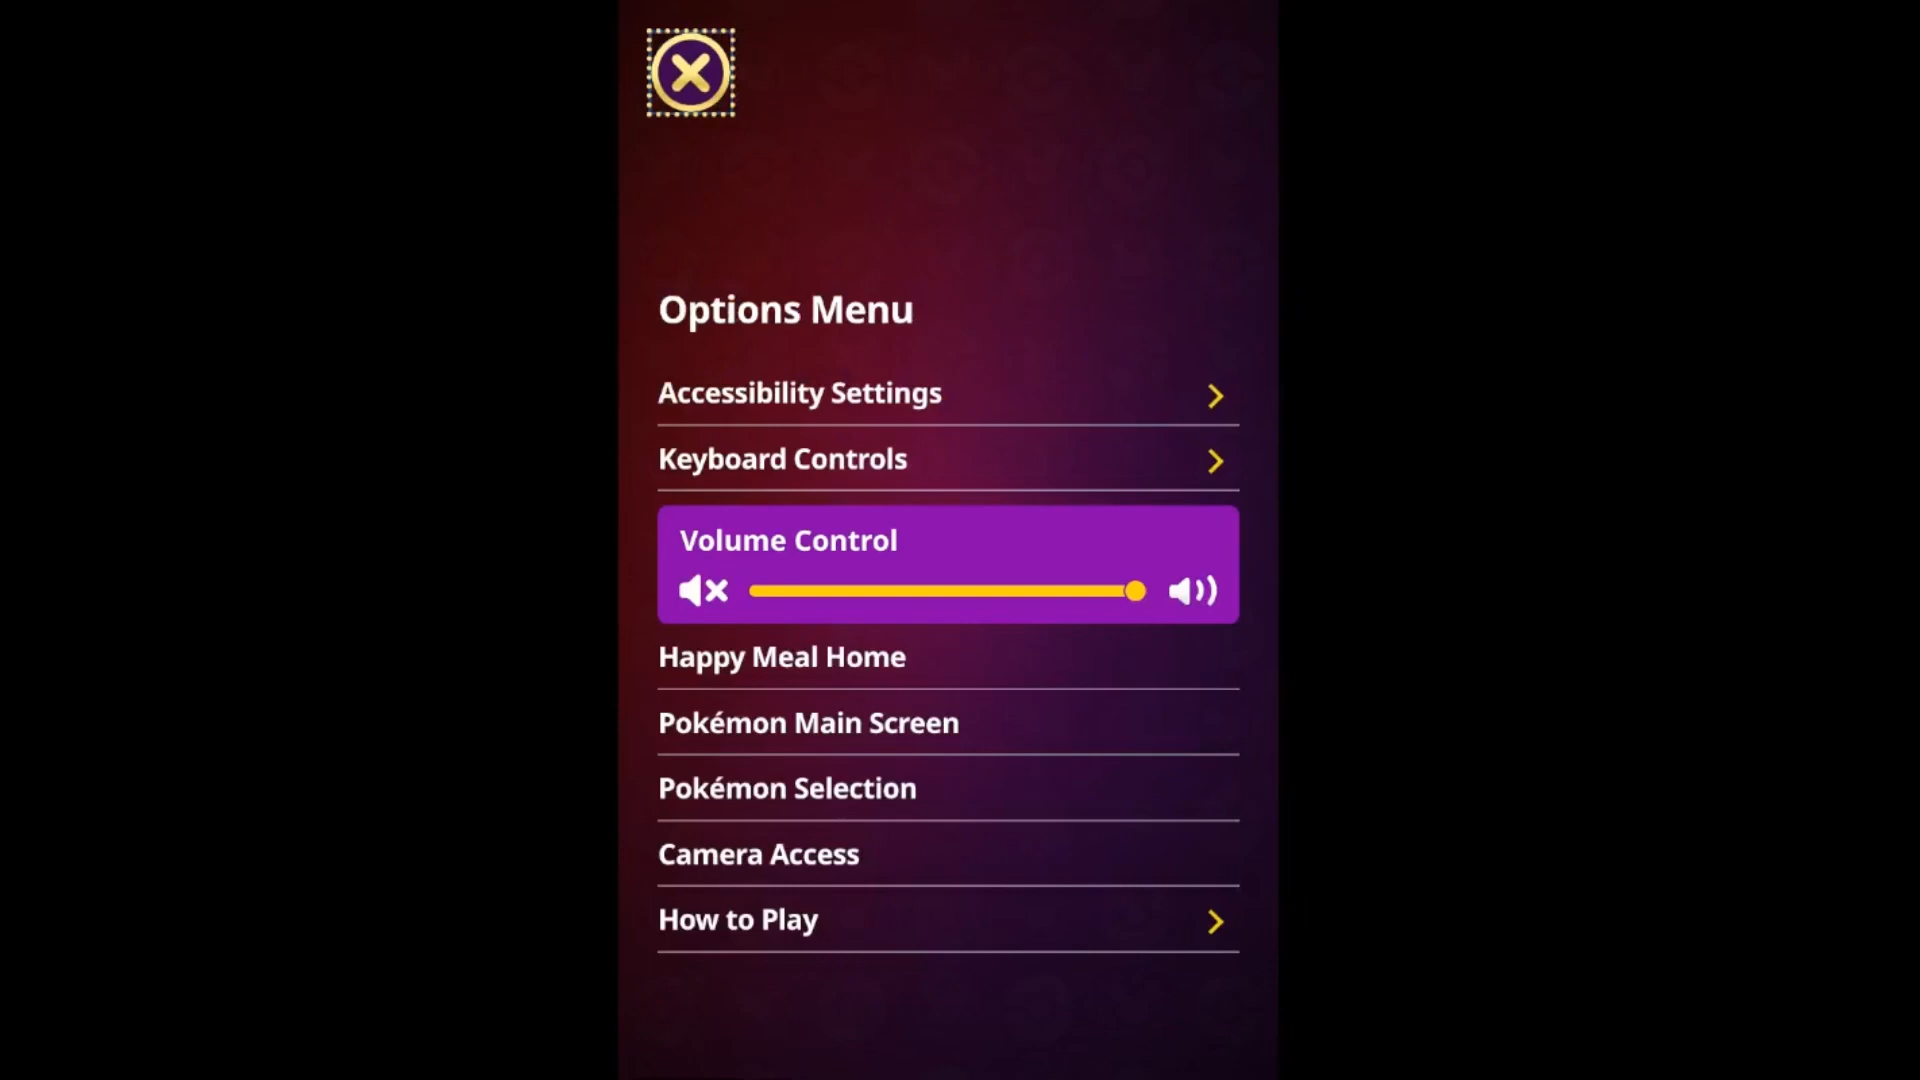 Options Menu
Accessibility Settings
Keyboard Controls
Volume Control
Happy Meal Home
Pokémon Main Screen
Pokémon Selection
Camera Access
How to Play